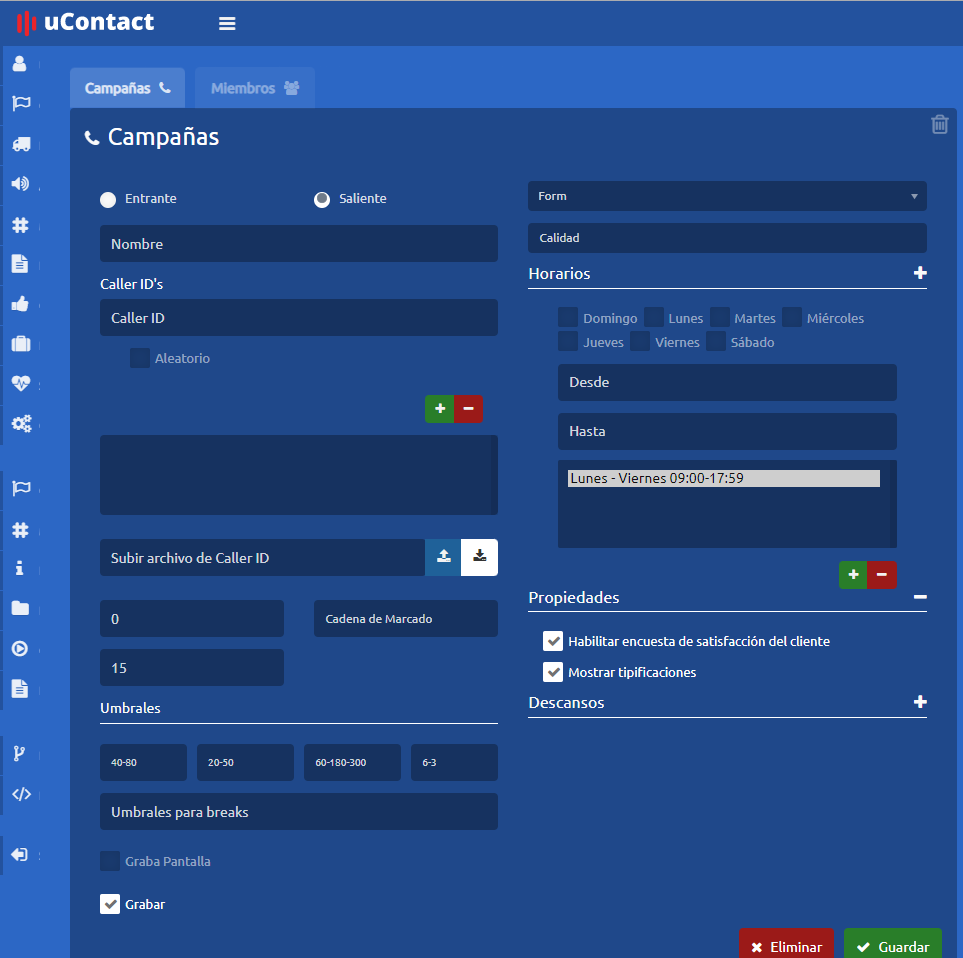 uContact
Campañas
Miembros
Campañas
Entrante
Saliente
Nombre
Caller ID's
Caller ID
Aleatorio
Subir archivo de Caller ID
0
Cadena de Marcado
15
Umbrales
40-80
20-50
60-180-300
6-3
Umbrales para breaks
Graba Pantalla
Grabar
Form
Calidad
Horarios
Domingo Lunes Martes Miércoles
Jueves Viernes Sábado
Desde
Hasta
Lunes - Viernes 09:00-17:59
Propiedades
Habilitar encuesta de satisfacción del cliente
Mostrar tipificaciones
Descansos
Eliminar
Guardar